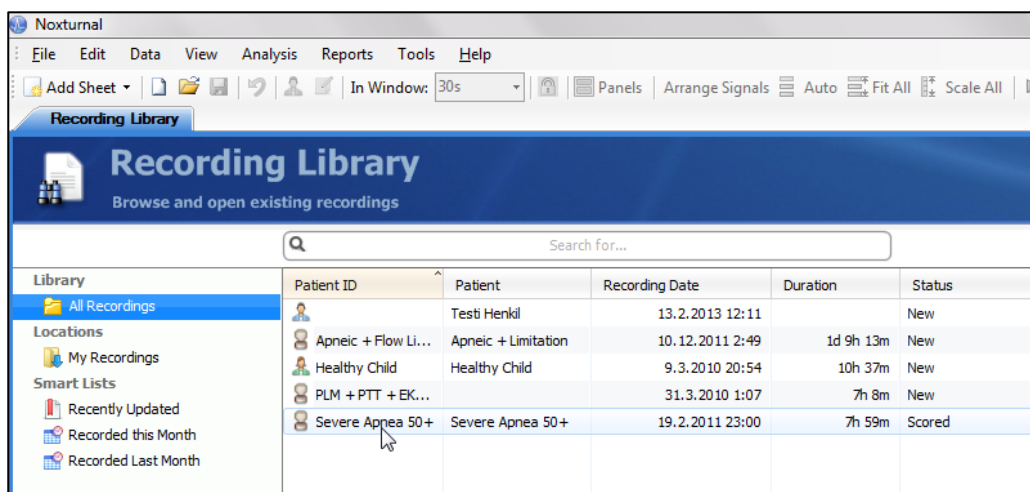 Noxturnal
File Edit Data View Analysis Reports Tools Help
Add Sheet In Window: 30s Panels Arrange Signals Auto Fit All Scale All
Recording Library
Recording Library
Browse and open existing recordings
Search for...
Library
All Recordings
Locations
My Recordings
Smart Lists
Recently Updated
Recorded this Month
Recorded Last Month
Patient ID Patient Recording Date Duration Status
Testi Henkil 13.2.2013 12:11 New
Apneic + Flow Li... Apneic + Limitation 10.12.2011 2:49 1d 9h 13m New
Healthy Child Healthy Child 9.3.2010 20:54 10h 37m New
PLM + PTT + EK... 31.3.2010 1:07 7h 8m New
Severe Apnea 50+ Severe Apnea 50+ 19.2.2011 23:00 7h 59m Scored